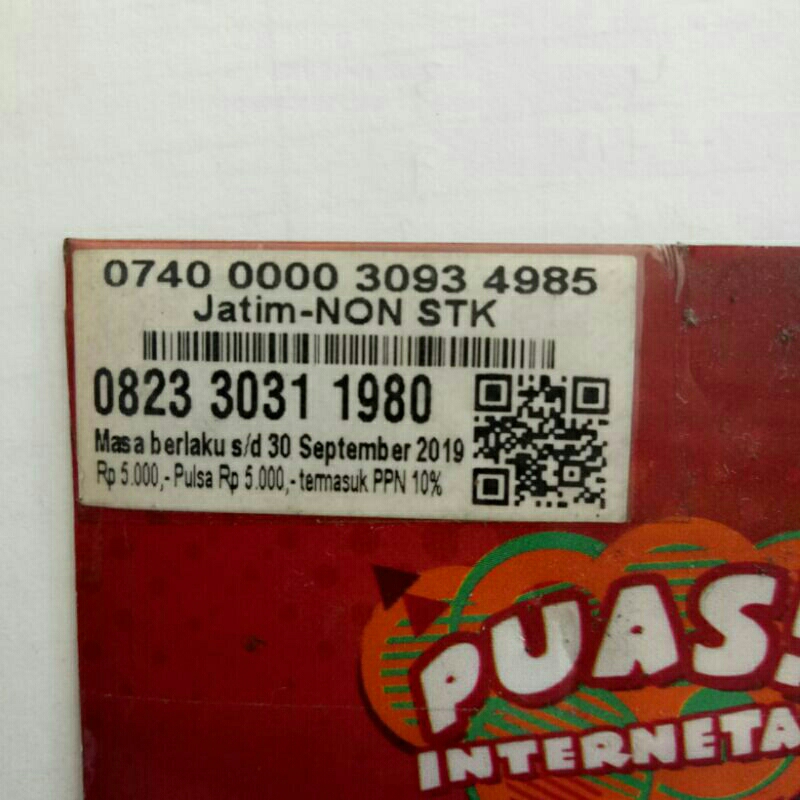 0740 0000 3093 4985
Jatim-NON STK
0823 3031 1980
Masa berlaku s/d 30 September 2019
Rp 5.000,- Pulsa Rp 5.000,- termasuk PPN 10%
PUAS!
INTERNETA